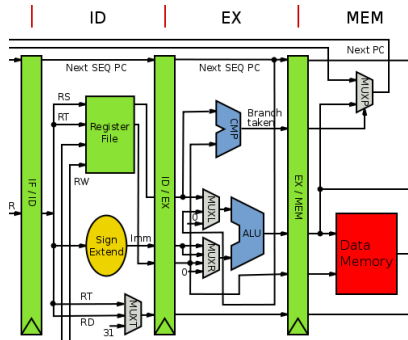 ID
EX
MEM
Next PC
Next SEQ PC
Next SEQ PC
RS
RT
RW
Register
File
CMP
Branch
taken
MUXP
IF / ID
ID / EX
EX / MEM
R
Sign
Extend
Imm
MUXL
0
MUXR
0
ALU
Data
Memory
RT
RD
31
MUXT